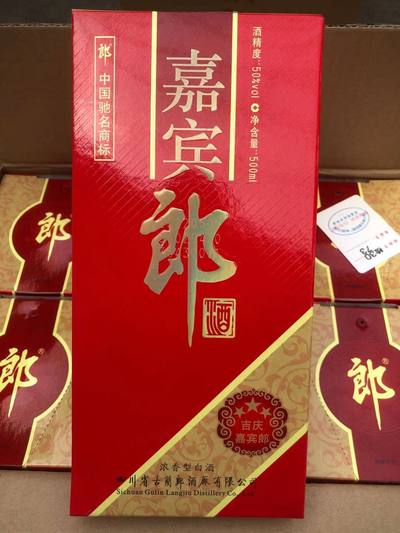 郎 中国驰名商标
嘉宾
郎
酒
酒精度:50%vol 净含量:500ml
吉庆
嘉宾郎
浓香型白酒
四川省古蔺郎酒厂有限公司
Sichuan Gulin Langjiu Distillery Co., Ltd
郎
郎
郎
郎